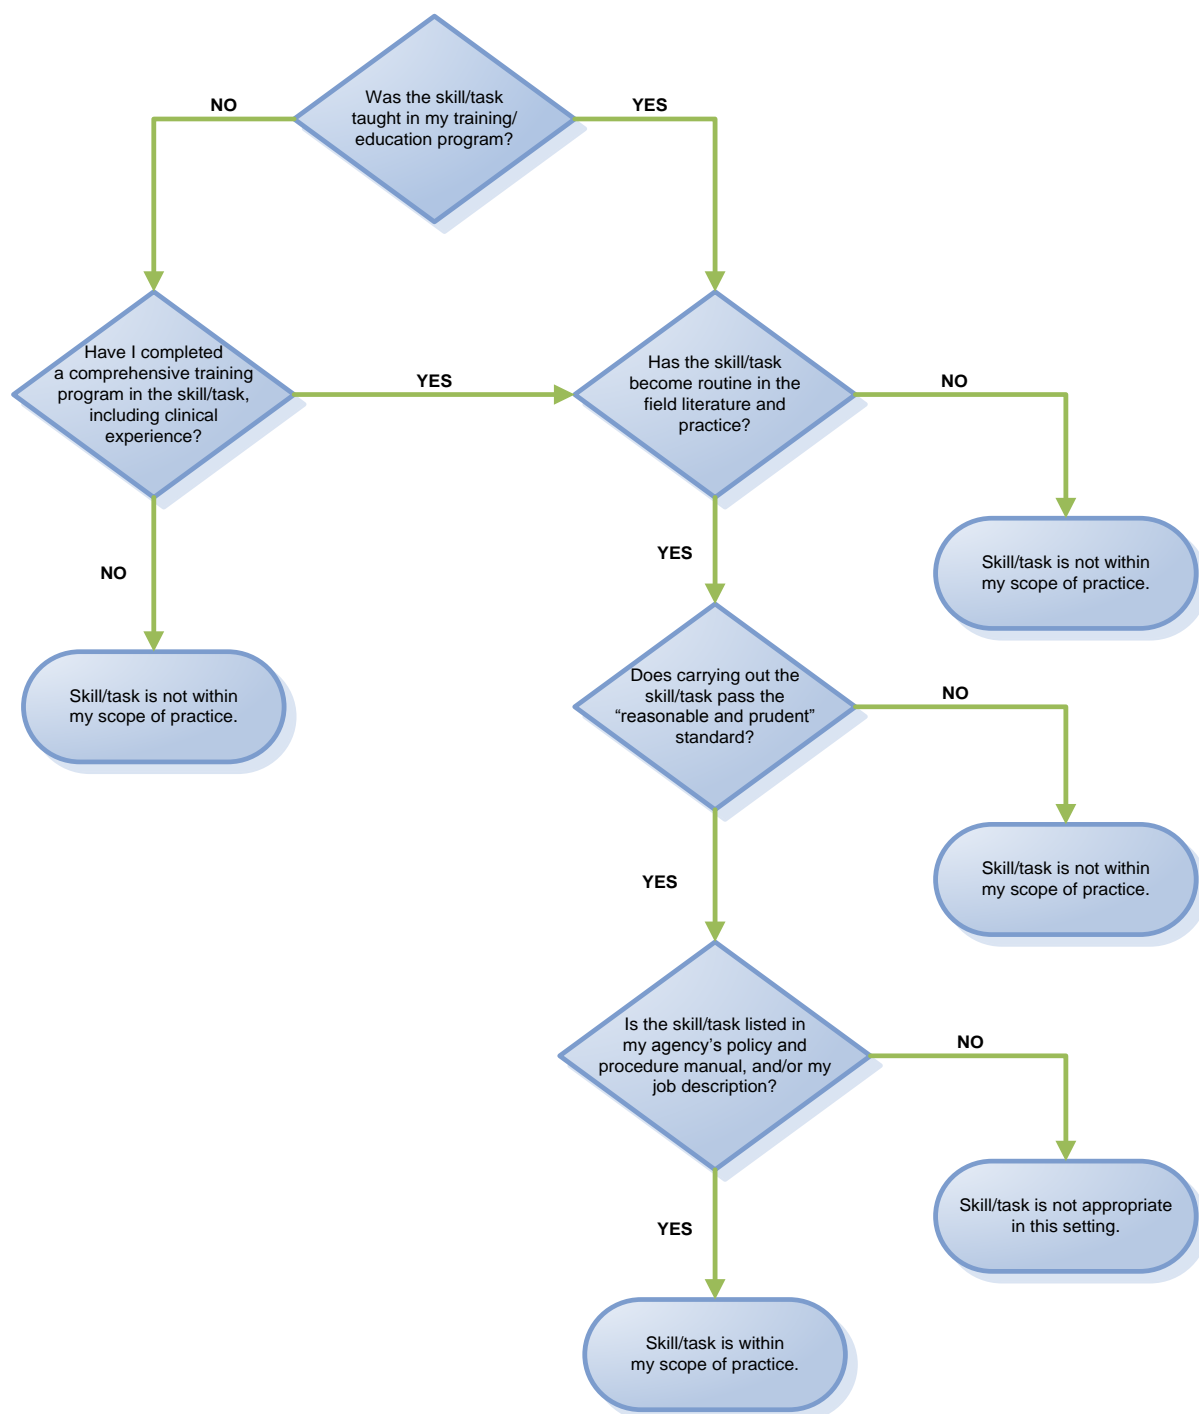 Was the skill/task
taught in my training/
education program?
NO
YES
Have I completed
a comprehensive training
program in the skill/task,
including clinical
experience?
YES
Has the skill/task
become routine in the
field literature and
practice?
NO
NO
YES
Skill/task is not within
my scope of practice.
Skill/task is not within
my scope of practice.
Does carrying out the
skill/task pass the
“reasonable and prudent”
standard?
NO
YES
Skill/task is not within
my scope of practice.
Is the skill/task listed in
my agency’s policy and
procedure manual, and/or my
job description?
NO
YES
Skill/task is not appropriate
in this setting.
Skill/task is within
my scope of practice.